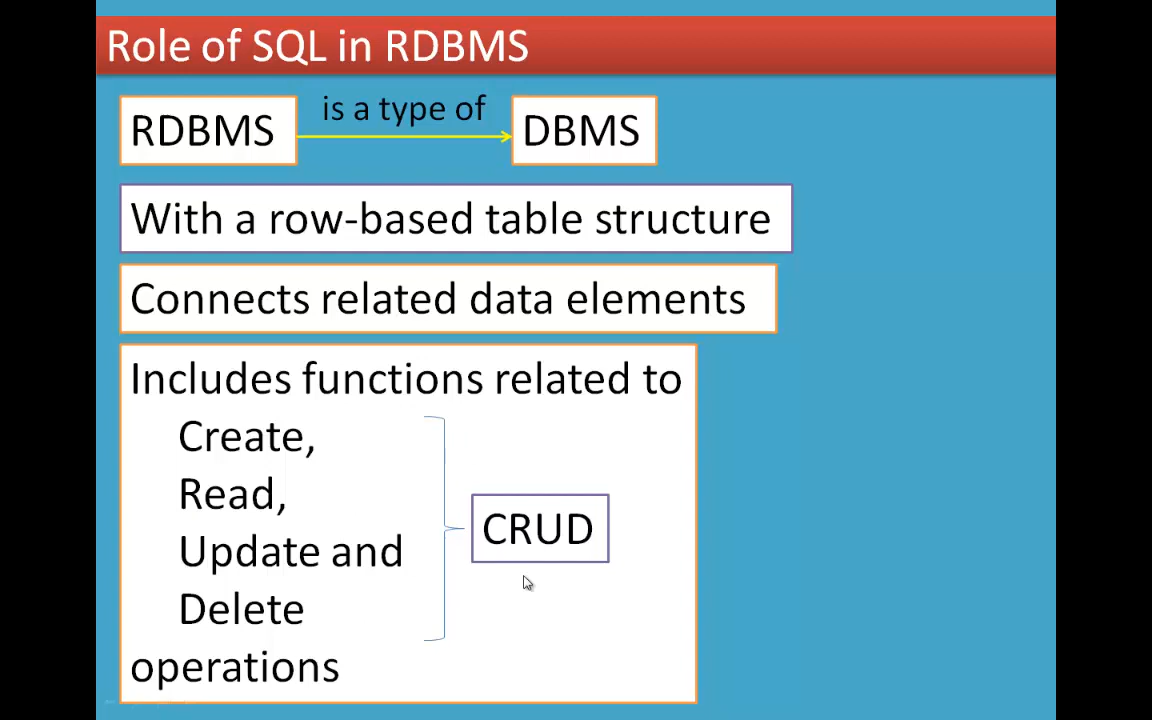 Role of SQL in RDBMS
RDBMS is a type of DBMS
With a row-based table structure
Connects related data elements
Includes functions related to
Create,
Read,
Update and
Delete
operations
CRUD